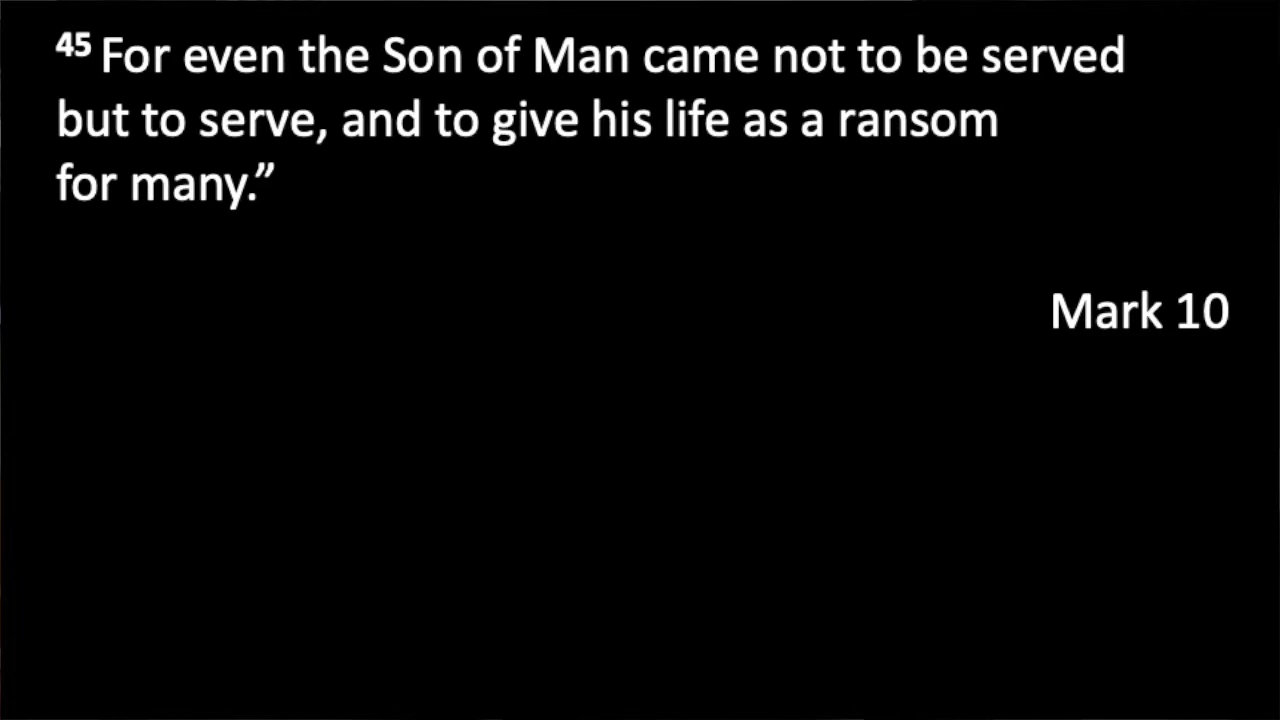 45 For even the Son of Man came not to be served
but to serve, and to give his life as a ransom
for many.”
Mark 10